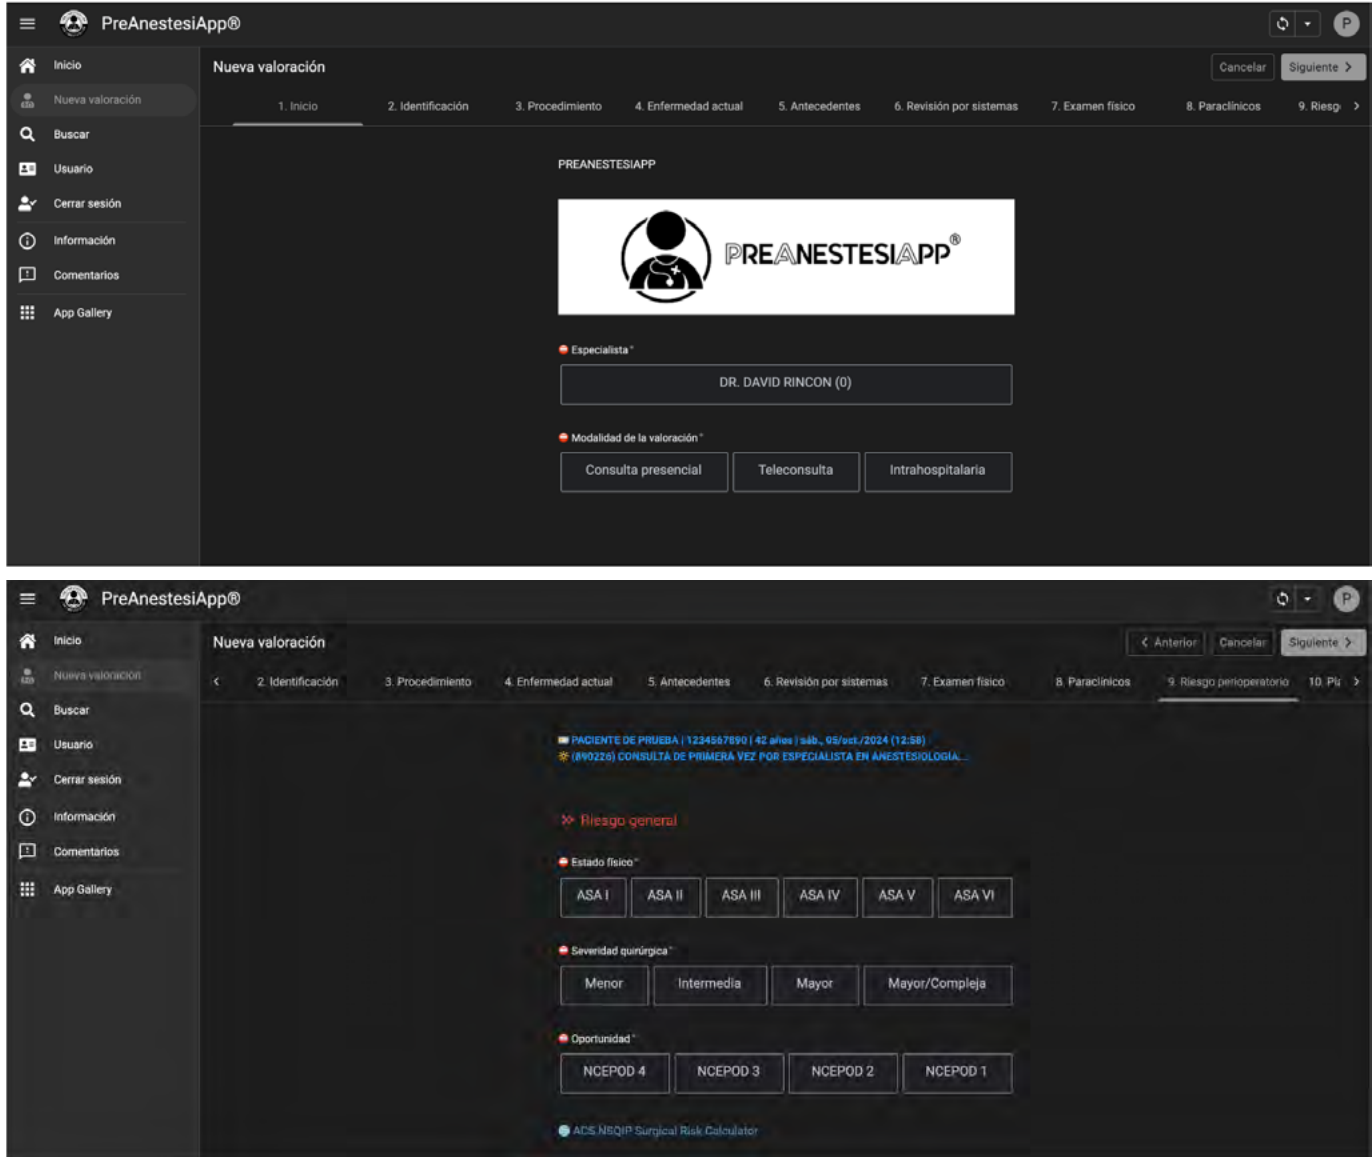 PreAnestesiApp®
P
Inicio
Nueva valoración
Buscar
Usuario
Cerrar sesión
Información
Comentarios
App Gallery
Nueva valoración
Cancelar
Siguiente
1. Inicio 2. Identificación 3. Procedimiento 4. Enfermedad actual 5. Antecedentes 6. Revisión por sistemas 7. Examen físico 8. Paraclínicos 9. Riesg
PREANESTESIAPP
PREANESTESIAPP®
Especialista*
DR. DAVID RINCON (0)
Modalidad de la valoración*
Consulta presencial Teleconsulta Intrahospitalaria
PreAnestesiApp®
P
Inicio
Nueva valoración
Buscar
Usuario
Cerrar sesión
Información
Comentarios
App Gallery
Nueva valoración
Anterior
Cancelar
Siguiente
2. Identificación 3. Procedimiento 4. Enfermedad actual 5. Antecedentes 6. Revisión por sistemas 7. Examen físico 8. Paraclínicos 9. Riesgo perioperatorio 10. Pla
PACIENTE DE PRUEBA | 1234567890 | 42 años | sáb., 05/oct./2024 (12:58)
(890226) CONSULTA DE PRIMERA VEZ POR ESPECIALISTA EN ANESTESIOLOGÍA...
Riesgo general
Estado físico*
ASA I ASA II ASA III ASA IV ASA V ASA VI
Severidad quirúrgica*
Menor Intermedia Mayor Mayor/Compleja
Oportunidad*
NCEPOD 4 NCEPOD 3 NCEPOD 2 NCEPOD 1
ACS NSQIP Surgical Risk Calculator